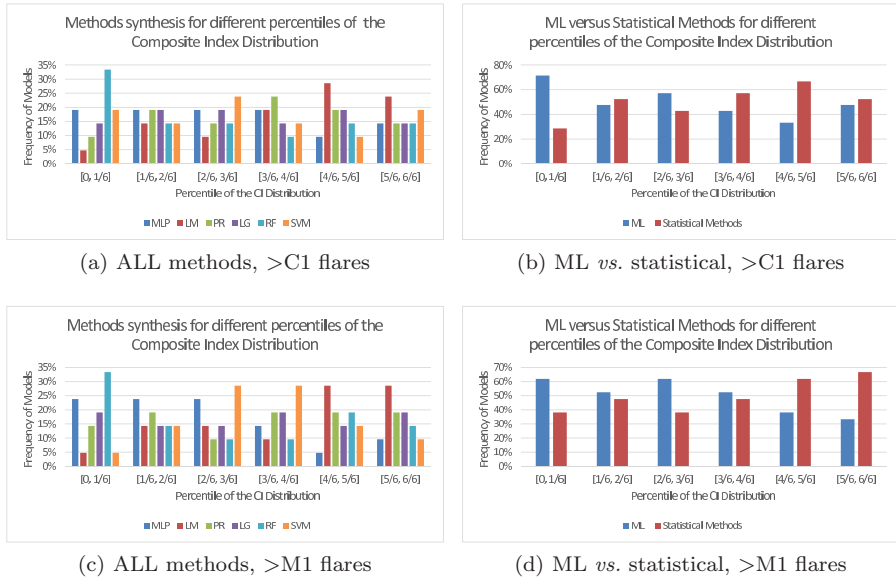 Methods synthesis for different percentiles of the
Composite Index Distribution
Frequency of Models
35%
30%
25%
20%
15%
10%
5%
0%
[0, 1/6] [1/6, 2/6] [2/6, 3/6] [3/6, 4/6] [4/6, 5/6] [5/6, 6/6]
Percentile of the CI Distribution
MLP LM PR LG RF SVM
(a) ALL methods, >C1 flares
ML versus Statistical Methods for different
percentiles of the Composite Index Distribution
Frequency of Models
80%
60%
40%
20%
0%
[0, 1/6] [1/6, 2/6] [2/6, 3/6] [3/6, 4/6] [4/6, 5/6] [5/6, 6/6]
Percentile of the CI Distribution
ML Statistical Methods
(b) ML vs. statistical, >C1 flares
Methods synthesis for different percentiles of the
Composite Index Distribution
Frequency of Models
35%
30%
25%
20%
15%
10%
5%
0%
[0, 1/6] [1/6, 2/6] [2/6, 3/6] [3/6, 4/6] [4/6, 5/6] [5/6, 6/6]
Percentile of the CI Distribution
MLP LM PR LG RF SVM
(c) ALL methods, >M1 flares
ML versus Statistical Methods for different
percentiles of the Composite Index Distribution
Frequency of Models
70%
60%
50%
40%
30%
20%
10%
0%
[0, 1/6] [1/6, 2/6] [2/6, 3/6] [3/6, 4/6] [4/6, 5/6] [5/6, 6/6]
Percentile of the CI Distribution
ML Statistical Methods
(d) ML vs. statistical, >M1 flares